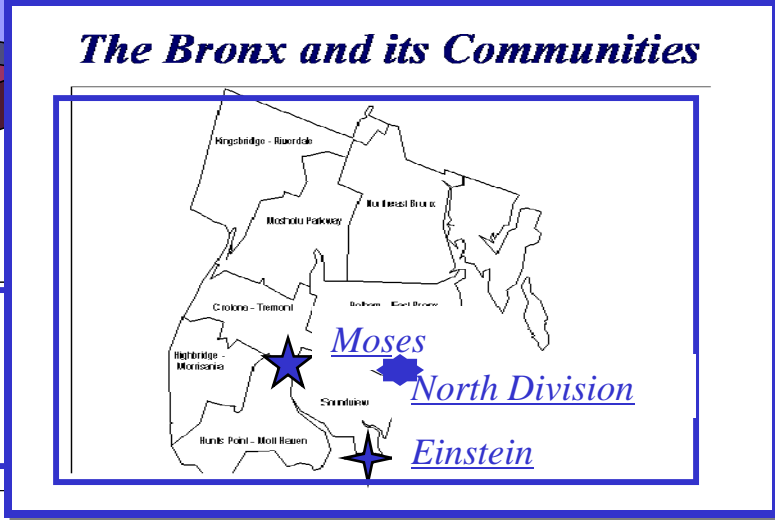 The Bronx and its Communities
Kingsbridge - Riverdale
Northeast Bronx
Mosholu Parkway
Crotona - Tremont
Pelham - East Bronx
Moses
Highbridge -
Morrisania
North Division
Soundview
Hunts Point - Mott Haven
Einstein